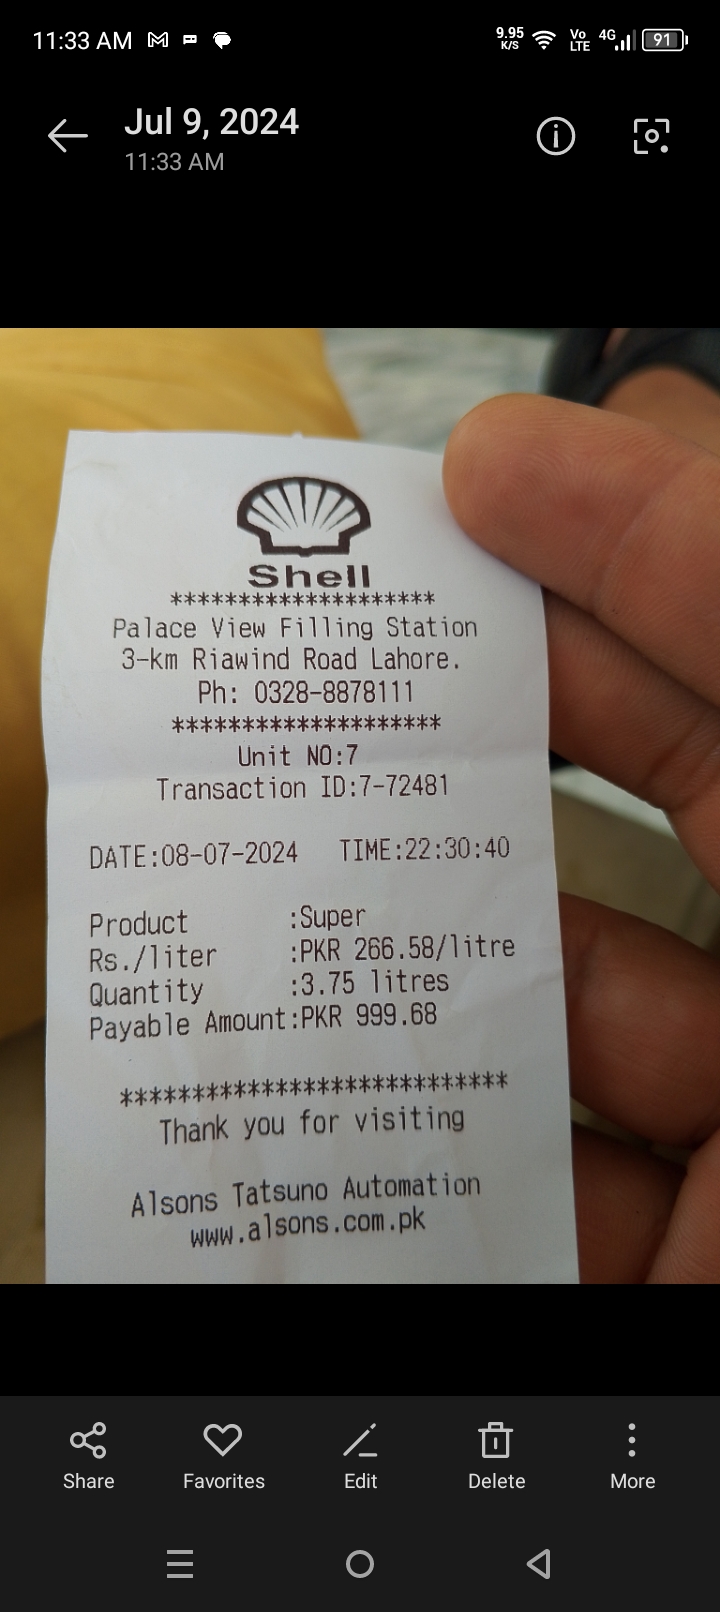 11:33 AM
9.95 K/S Vo LTE 4G 91
Jul 9, 2024
11:33 AM
Shell
********************
Palace View Filling Station
3-km Riawind Road Lahore.
Ph: 0328-8878111
********************
Unit NO:7
Transaction ID:7-72481
DATE:08-07-2024 TIME:22:30:40
Product :Super
Rs./liter :PKR 266.58/litre
Quantity :3.75 litres
Payable Amount:PKR 999.68
***************************
Thank you for visiting
Alsons Tatsuno Automation
www.alsons.com.pk
Share Favorites Edit Delete More